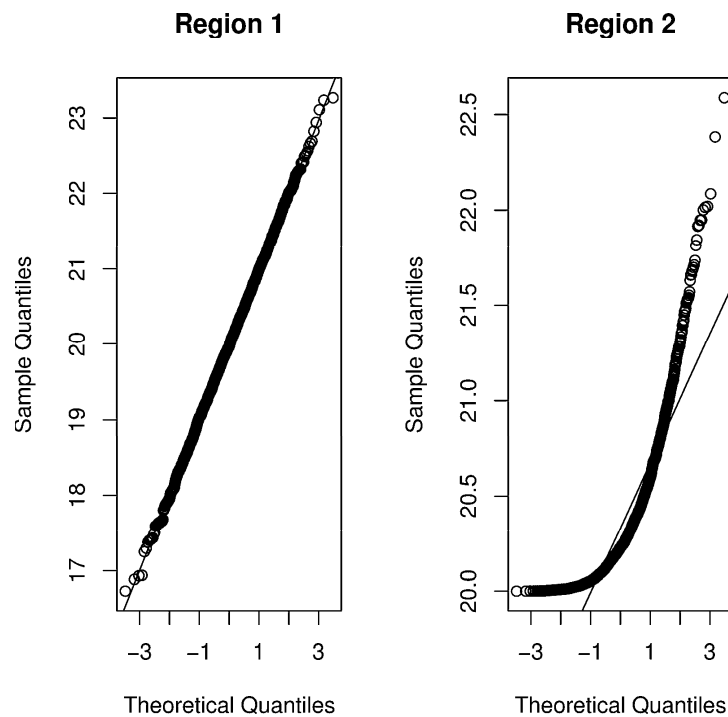 Region 1
Sample Quantiles
17 18 19 20 21 22 23
−3 −1 1 3
Theoretical Quantiles
Region 2
Sample Quantiles
20.0 20.5 21.0 21.5 22.0 22.5
−3 −1 1 3
Theoretical Quantiles